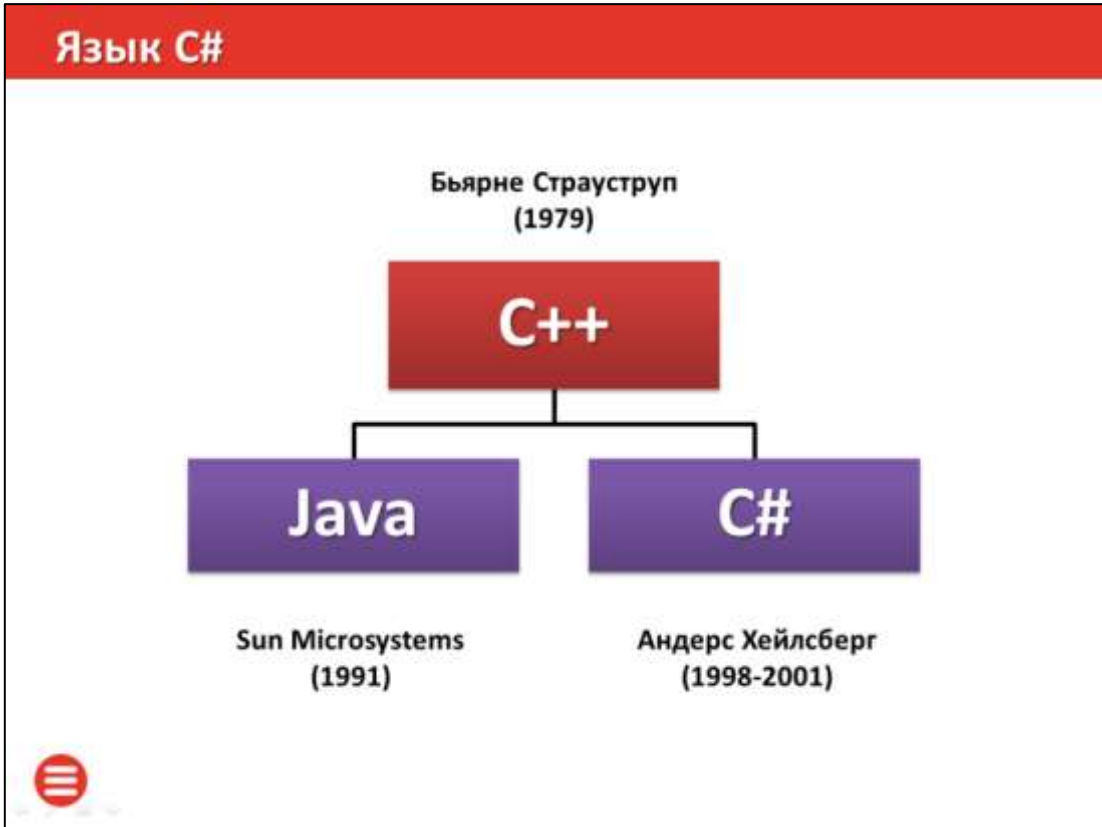 Язык C#
Бьярне Страуструп
(1979)
C++
Java
C#
Sun Microsystems
(1991)
Андерс Хейлсберг
(1998-2001)